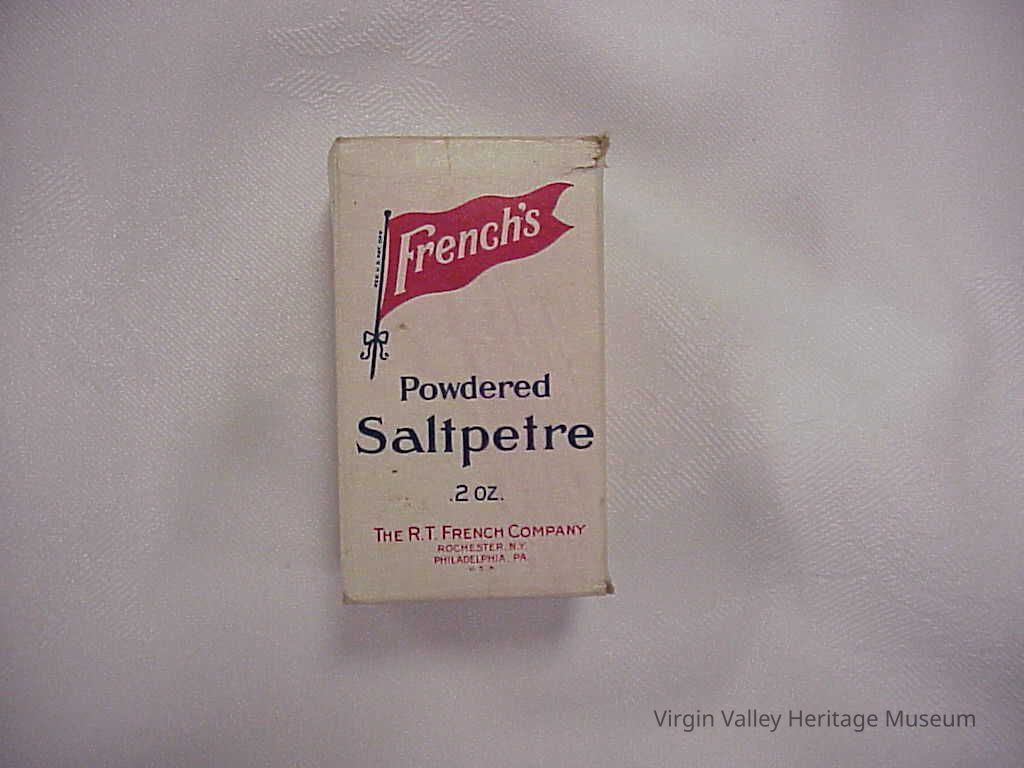 French's
Powdered
Saltpetre
.2 OZ.
THE R.T. FRENCH COMPANY
ROCHESTER, N.Y.
PHILADELPHIA, PA.
U.S.A.
Virgin Valley Heritage Museum